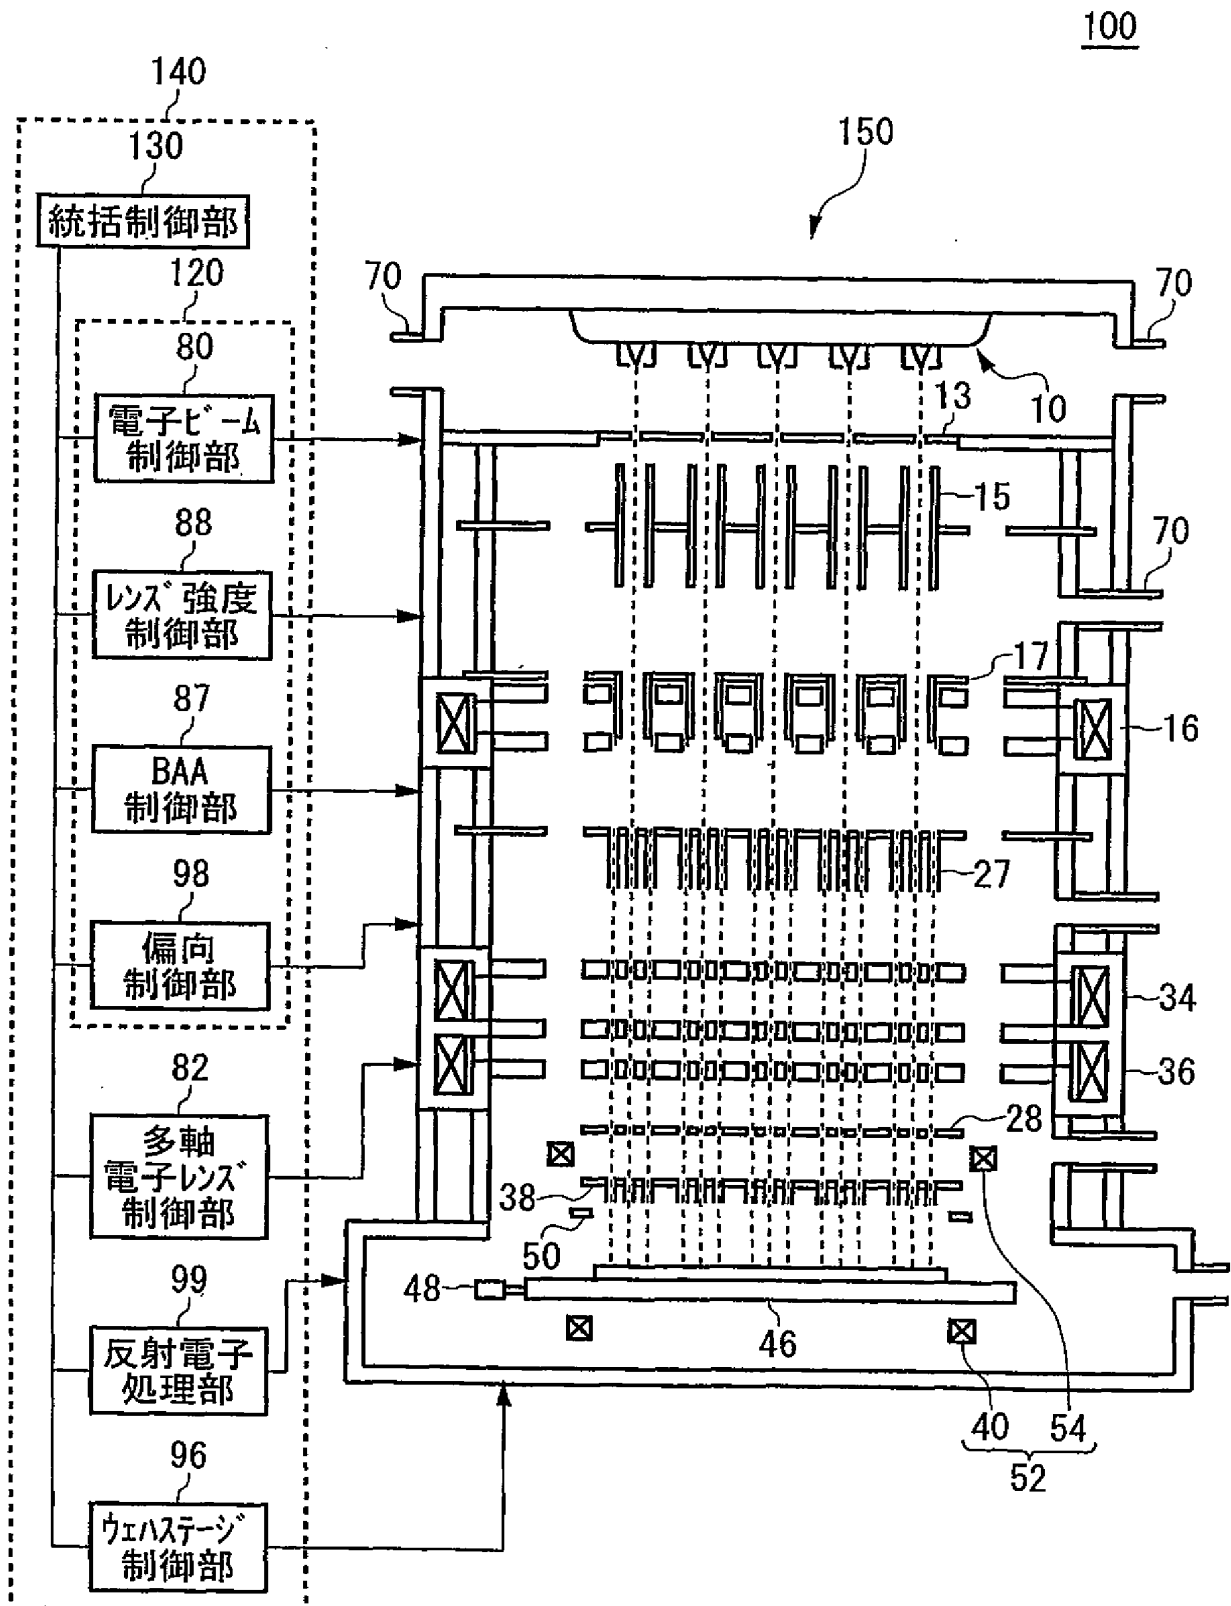 100
140
130
統括制御部
150
120
70
70
80
電子ビーム
制御部
10
13
15
88
レンズ強度
制御部
70
17
16
87
BAA
制御部
27
98
偏向
制御部
34
36
82
多軸
電子レンズ
制御部
28
38
50
48
46
99
反射電子
処理部
40
54
52
96
ウェハステージ
制御部